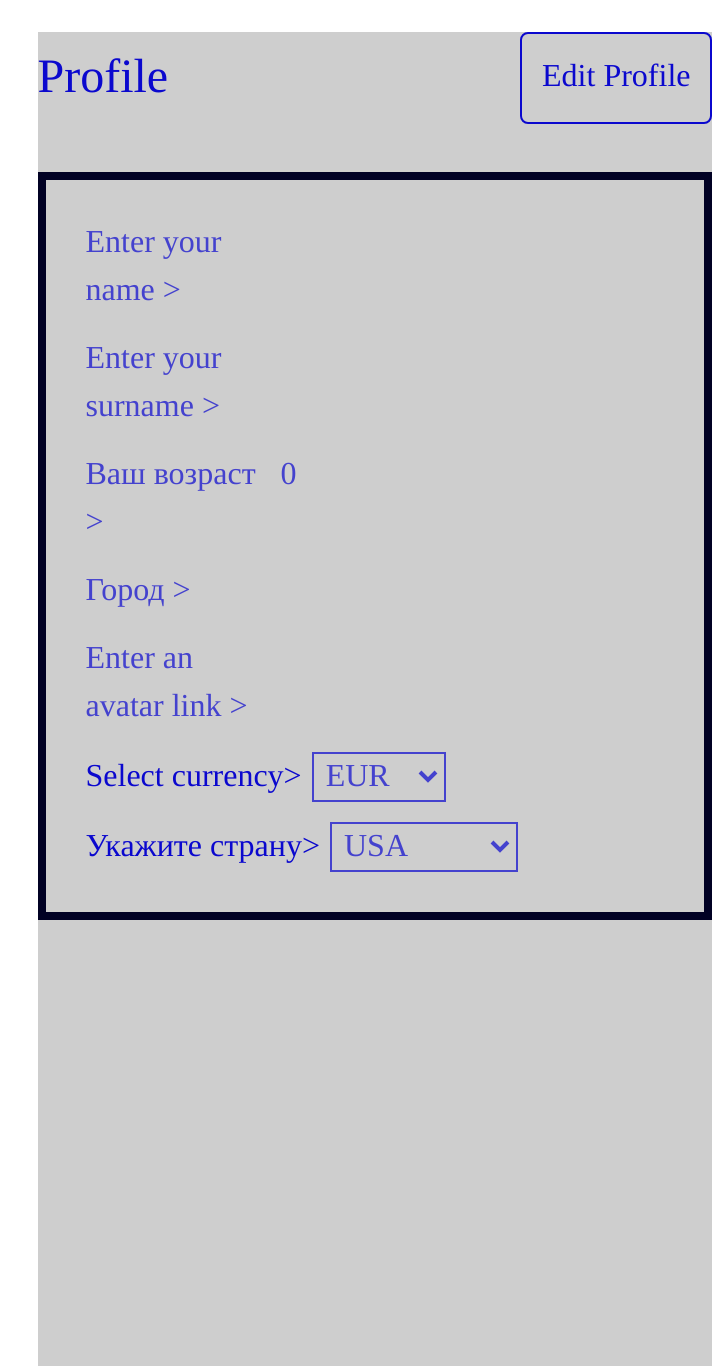 Profile
Edit Profile
Enter your
name >
Enter your
surname >
Ваш возраст 0
>
Город >
Enter an
avatar link >
Select currency> EUR
Укажите страну> USA